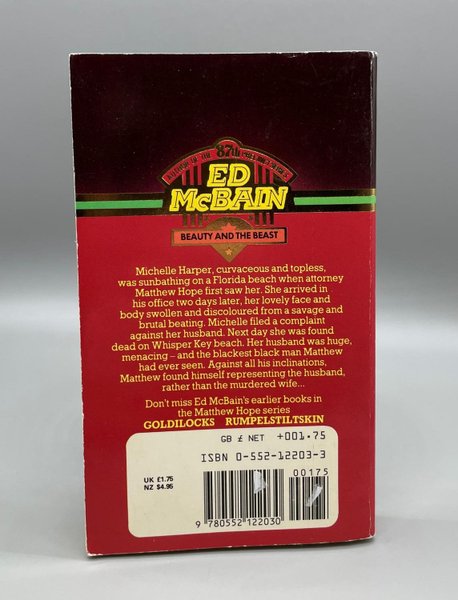 AUTHOR OF THE 87th PRECINCT SERIES
ED
McBAIN
BEAUTY AND THE BEAST
Michelle Harper, curvaceous and topless,
was sunbathing on a Florida beach when attorney
Matthew Hope first saw her. She arrived in
his office two days later, her lovely face and
body swollen and discoloured from a savage and
brutal beating. Michelle filed a complaint
against her husband. Next day she was found
dead on Whisper Key beach. Her husband was huge,
menacing – and the blackest black man Matthew
had ever seen. Against all his inclinations,
Matthew found himself representing the husband,
rather than the murdered wife...
Don't miss Ed McBain's earlier books in
the Matthew Hope series
GOLDILOCKS RUMPELSTILTSKIN
GB £ NET +001.75
ISBN 0-552-12203-3
00175
UK £1.75
NZ $4.95
9 780552 122030